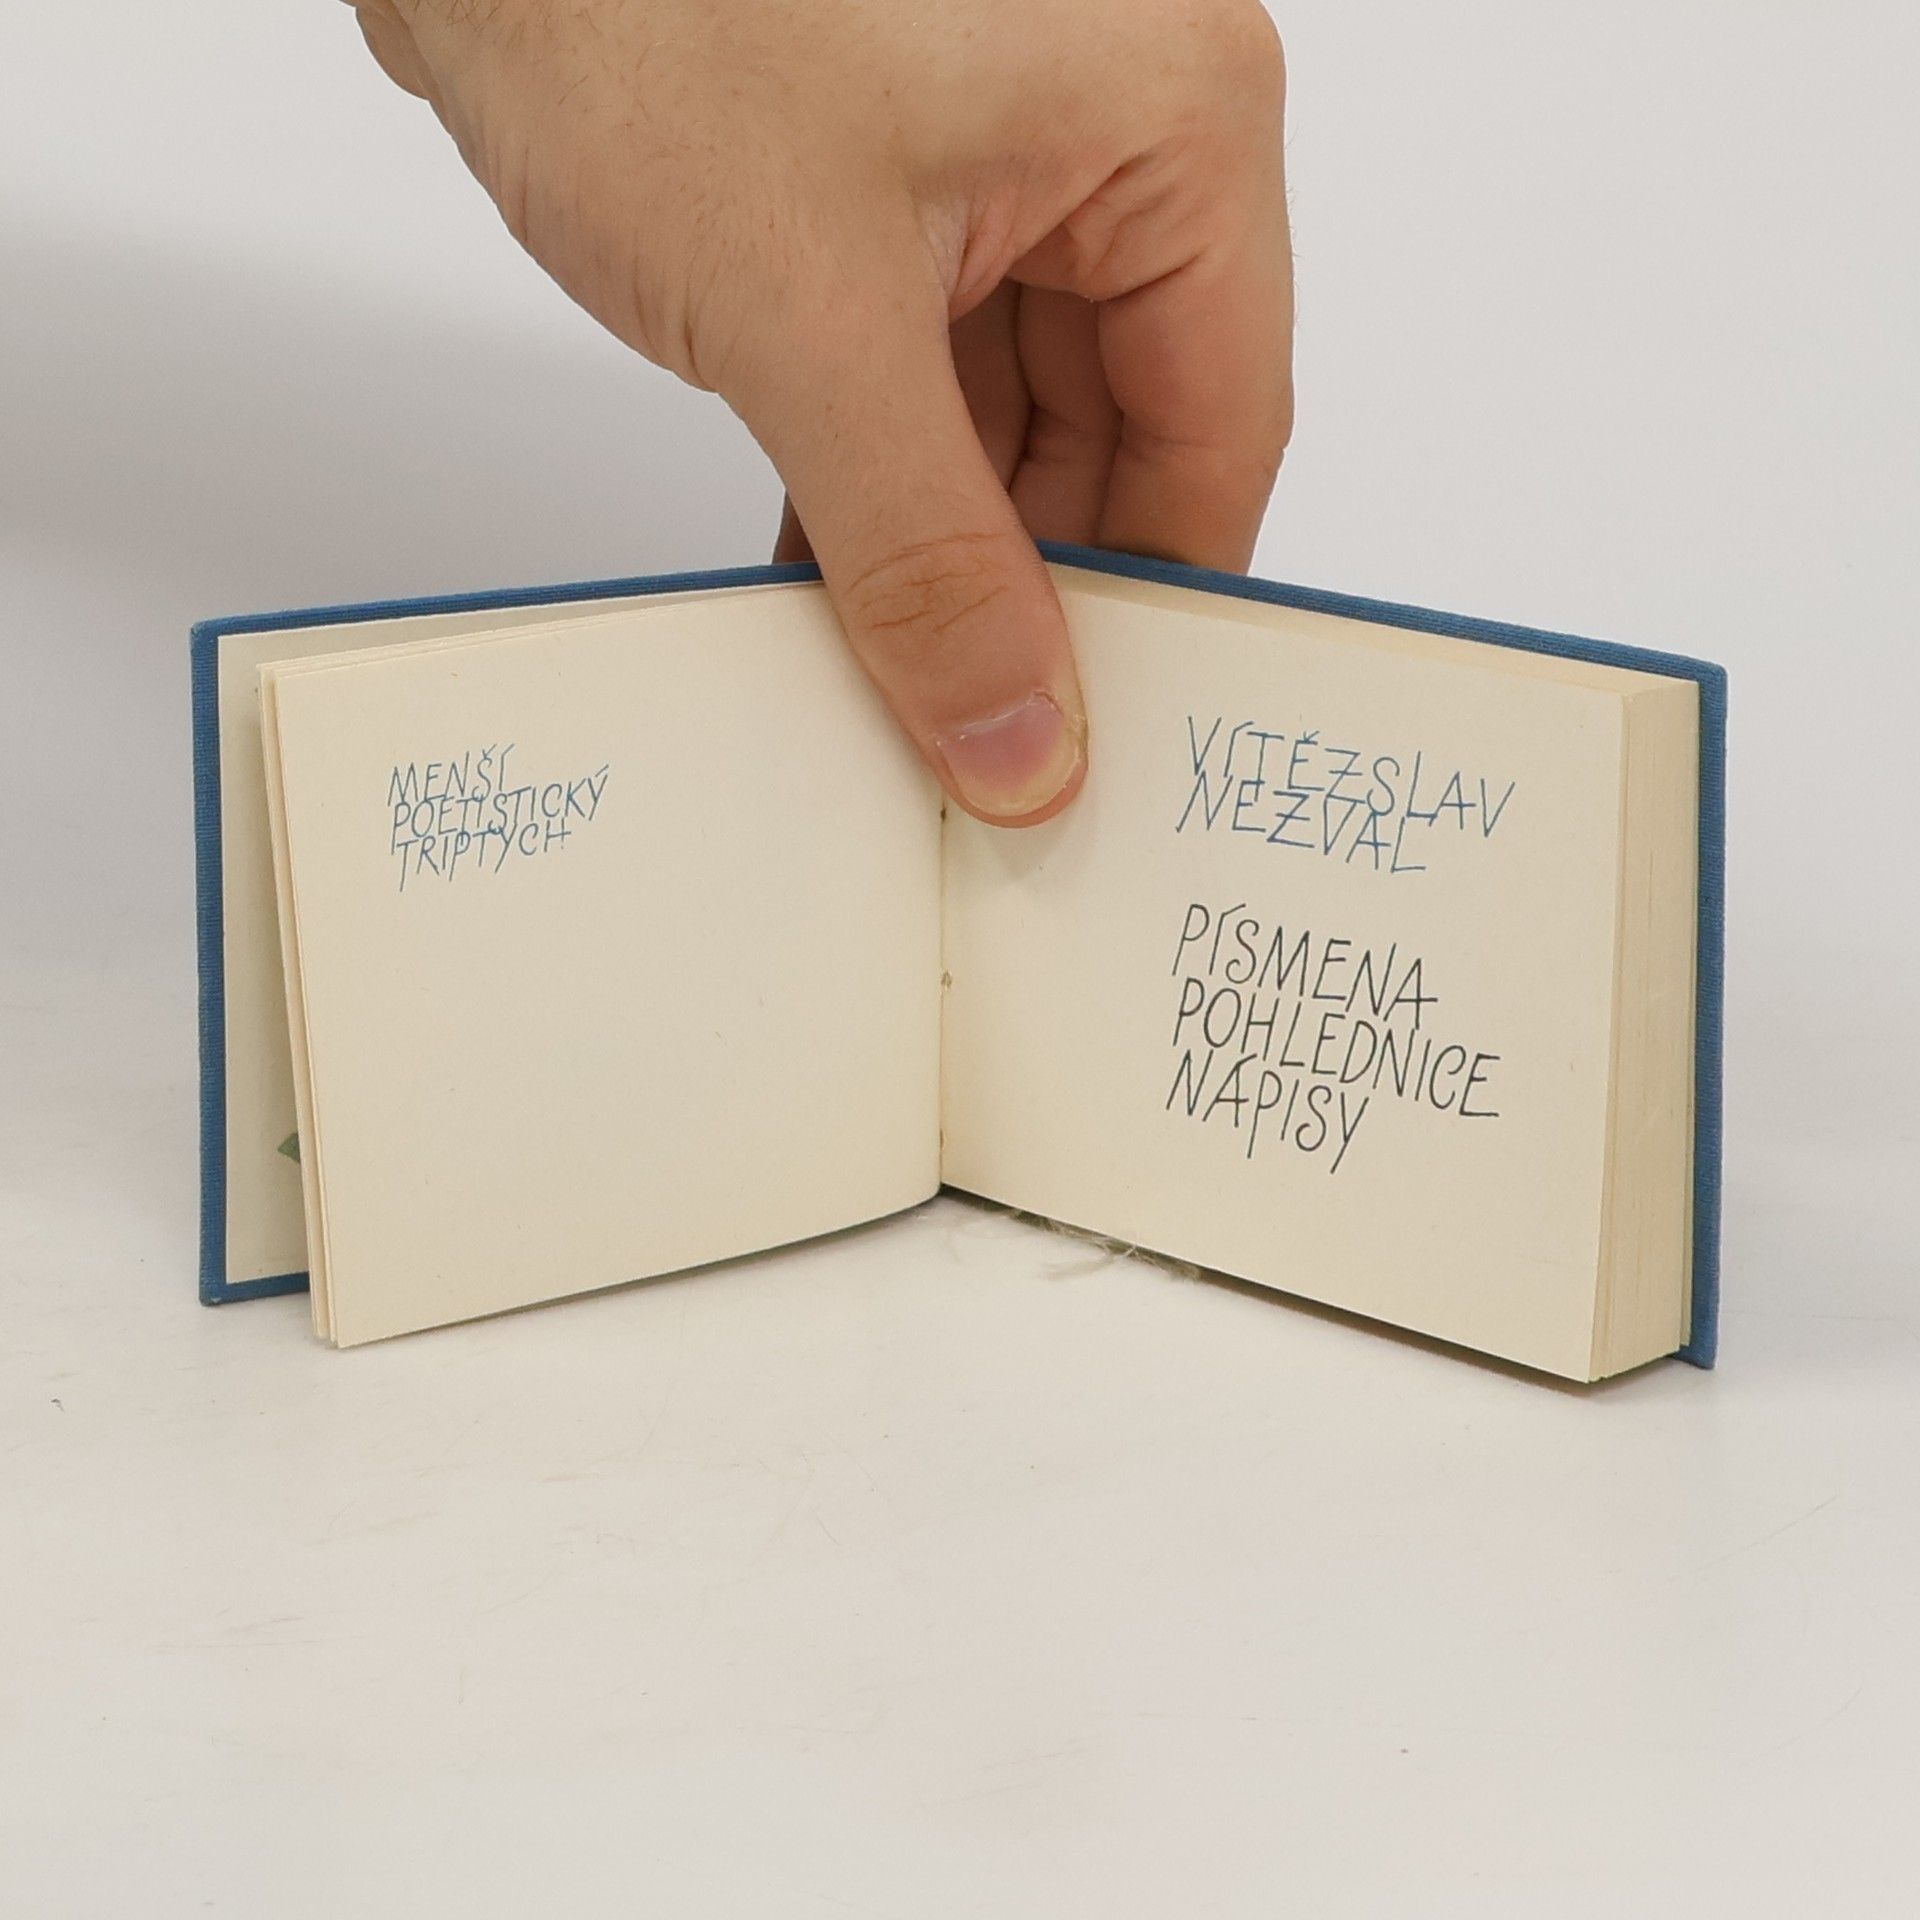 MENŠÍ
POETISTICKÝ
TRIPTYCH
VÍTĚZSLAV
NEZVAL
PÍSMENA
POHLEDNICE
NÁPISY